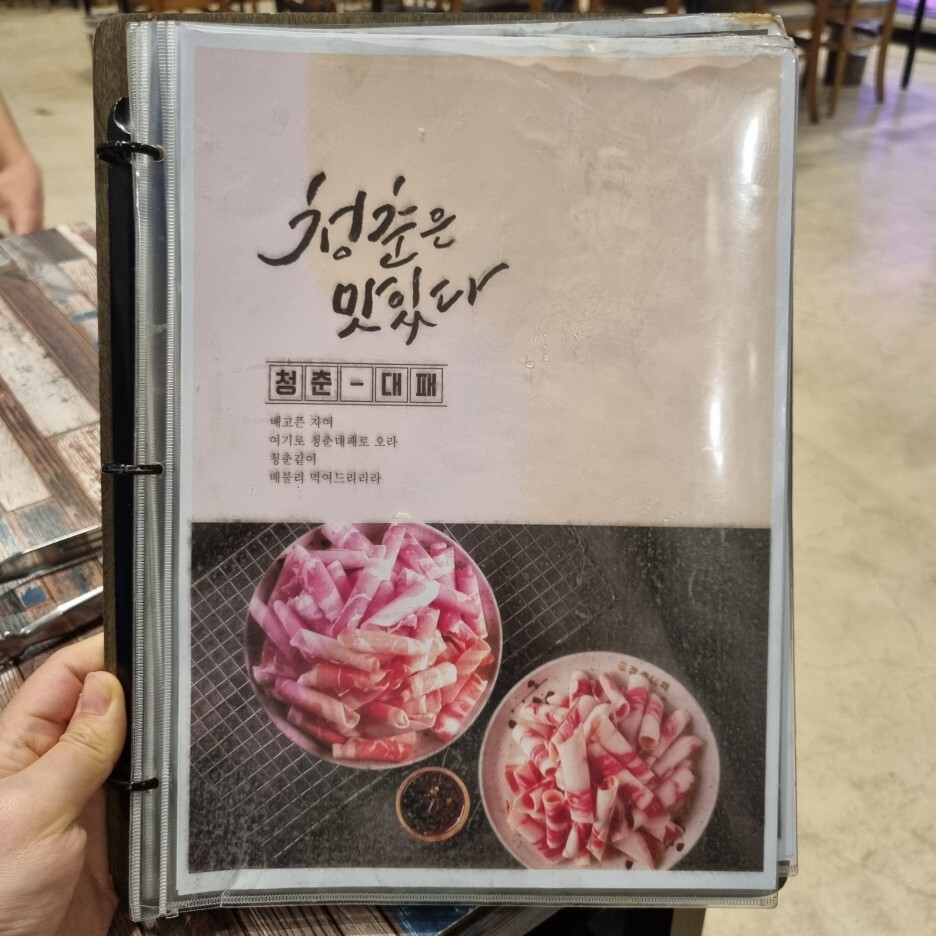 청춘은
맛있다
청춘-대패
배고픈 자여
여기로 청춘대패로 오라
청춘같이
배불리 먹여드리리라